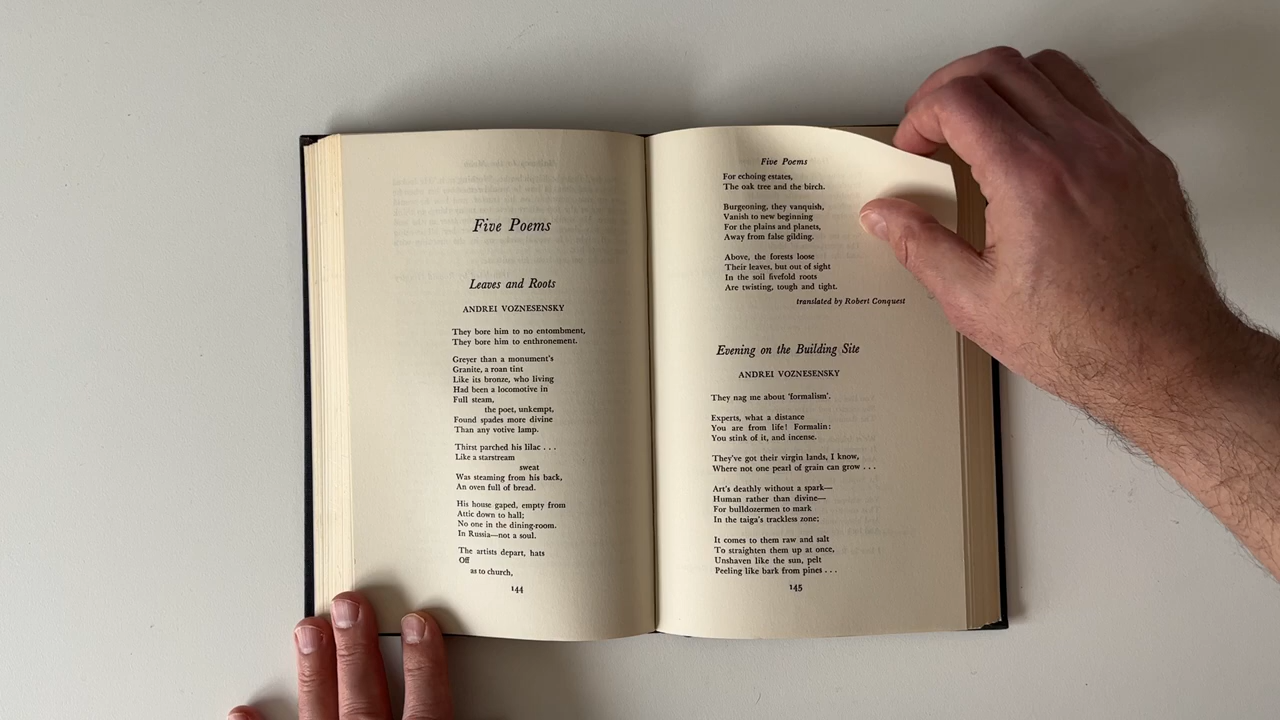 Five Poems
Leaves and Roots
ANDREI VOZNESENSKY
They bore him to no entombment,
They bore him to enthronement.
Greyer than a monument's
Granite, a roan tint
Like its bronze, who living
Had been a locomotive in
Full steam,
the poet, unkempt,
Found spades more divine
Than any votive lamp.
Thirst parched his lilac . . .
Like a starstream
sweat
Was steaming from his back,
An oven full of bread.
His house gaped, empty from
Attic down to hall;
No one in the dining-room.
In Russia—not a soul.
The artists depart, hats
Off
as to church,
144
Five Poems
For echoing estates,
The oak tree and the birch.
Burgeoning, they vanquish,
Vanish to new beginning
For the plains and planets,
Away from false gilding.
Above, the forests loose
Their leaves, but out of sight
In the soil fivefold roots
Are twisting, tough and tight.
translated by Robert Conquest
Evening on the Building Site
ANDREI VOZNESENSKY
They nag me about 'formalism'.
Experts, what a distance
You are from life! Formalin:
You stink of it, and incense.
They've got their virgin lands, I know,
Where not one pearl of grain can grow . . .
Art's deathly without a spark—
Human rather than divine—
For bulldozermen to mark
In the taiga's trackless zone;
It comes to them raw and salt
To straighten them up at once,
Unshaven like the sun, pelt
Peeling like bark from pines . . .
145